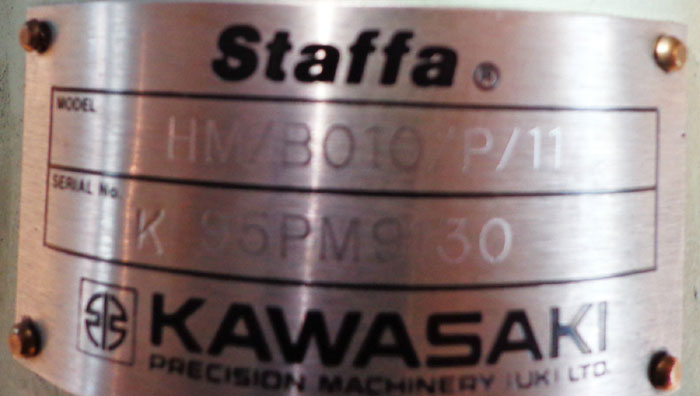 Staffa®
MODEL
HM/B010/P/11
SERIAL No.
K 95PM9130
KAWASAKI
PRECISION MACHINERY (UK) LTD.